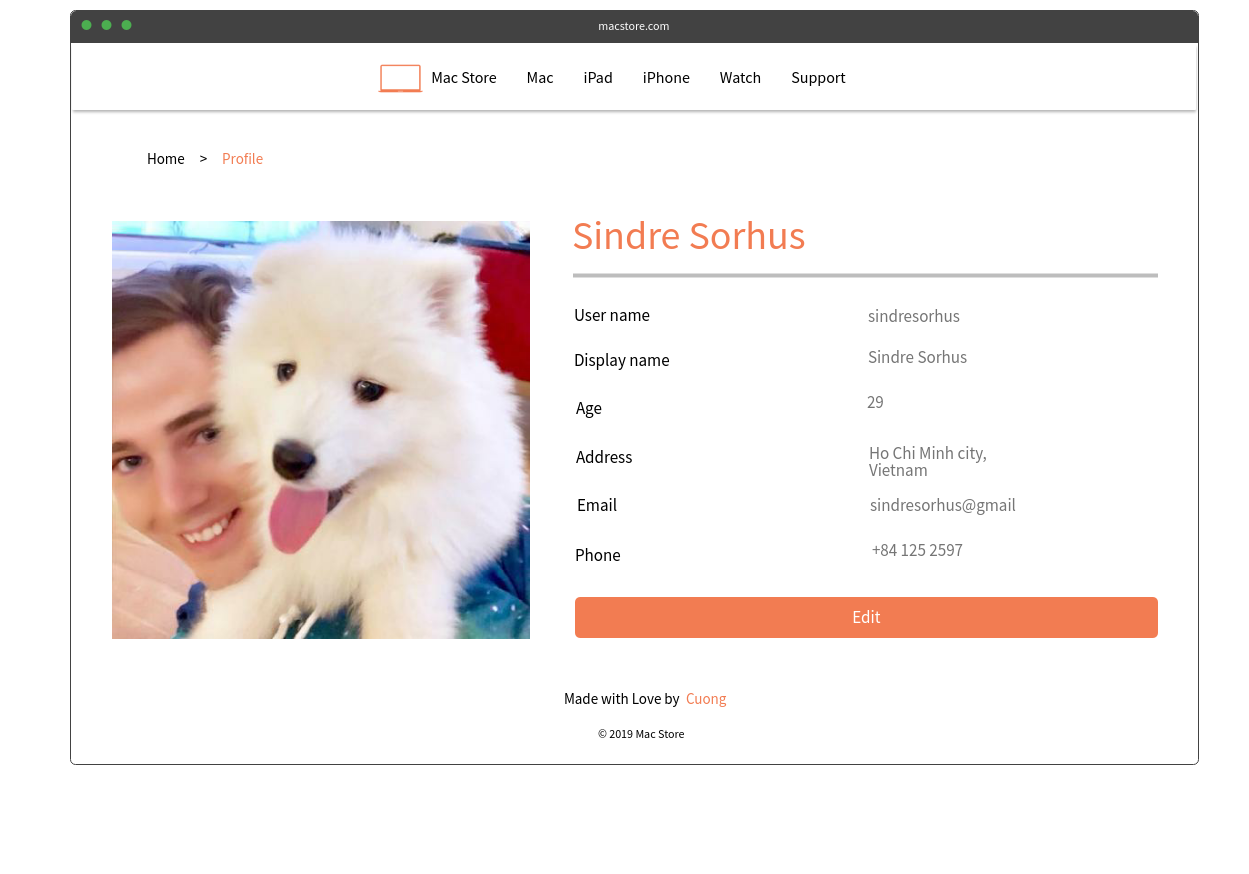 macstore.com
Mac Store Mac iPad iPhone Watch Support
Home > Profile
Sindre Sorhus
User name sindresorhus
Display name Sindre Sorhus
Age 29
Address Ho Chi Minh city,
Vietnam
Email sindresorhus@gmail
Phone +84 125 2597
Edit
Made with Love by Cuong
© 2019 Mac Store